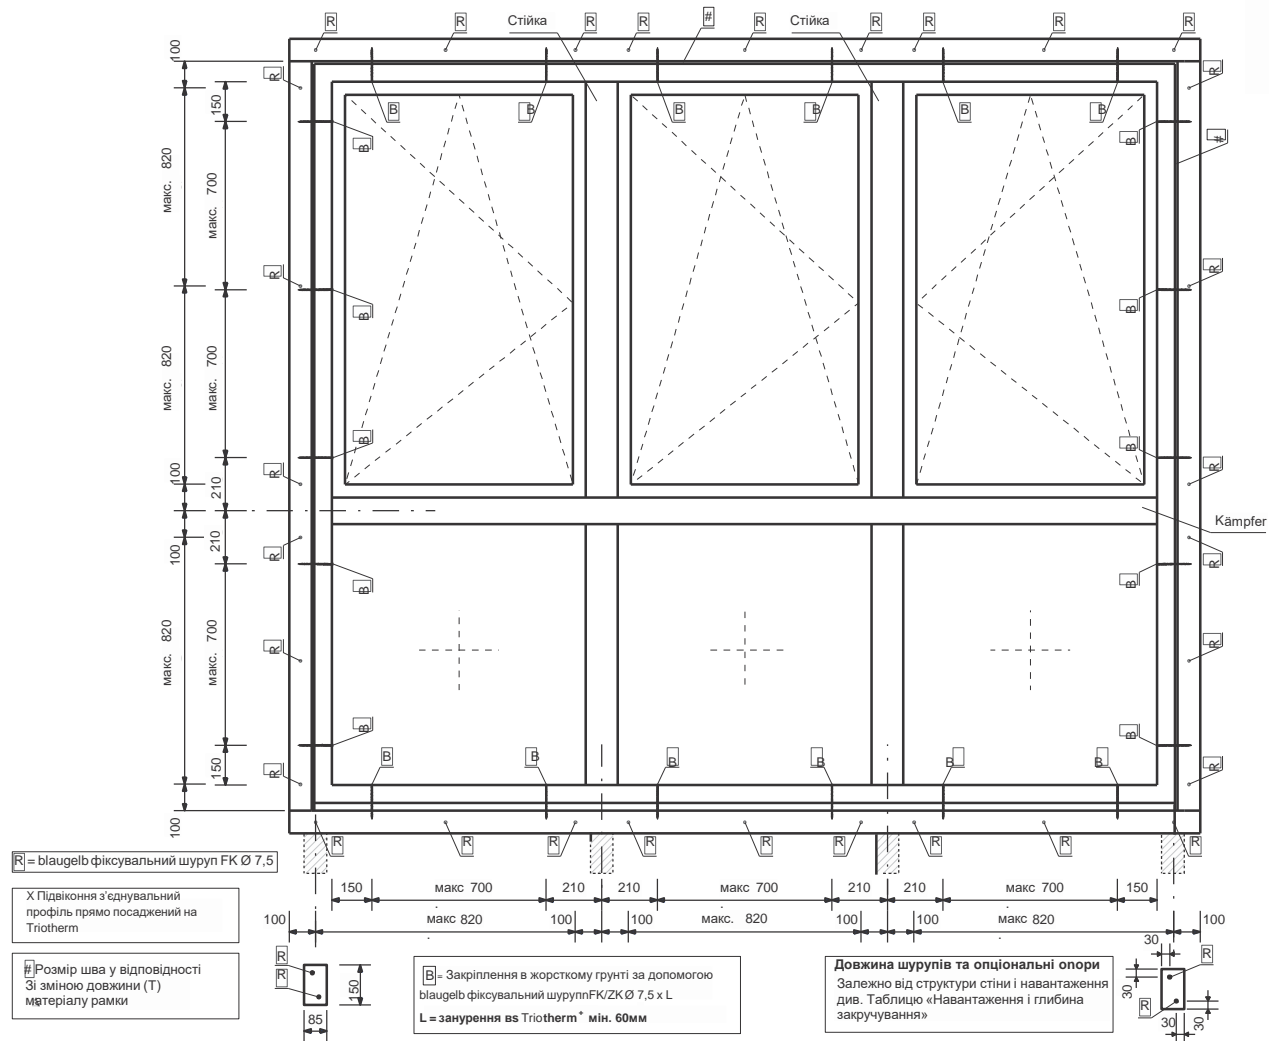 R R Стійка R R # R Стійка R R R R
100 R R
B B B B B B
150 B B #
макс. 820 макс. 700
R R
B B
макс. 820 макс. 700
B B
100 R 210 R
Kämpfer
100 R 210 R
B B
макс. 820 макс. 700
R R
B B
150 B B B B B B
R R
100
R R R R R R R R R
R = blaugelb фіксувальний шуруп FK Ø 7,5
150 макс 700 210 210 макс 700 210 210 макс 700 150
100 макс 820 100 100 макс. 820 100 100 макс 820 100
X Підвіконня з'єднувальний
профіль прямо посаджений на
Triotherm
# Розмір шва у відповідності
Зі зміною довжини (Т)
матеріалу рамки
R
R
150
85
B = Закріплення в жорсткому грунті за допомогою
blaugelb фіксувальний шурупnFK/ZK Ø 7,5 x L
L = занурення вs Triotherm⁺ мін. 60мм
Довжина шурупів та опціональні опори
Залежно від структури стіни і навантаження
див. Таблицю «Навантаження і глибина
закручування»
30 R
30
R
30 30